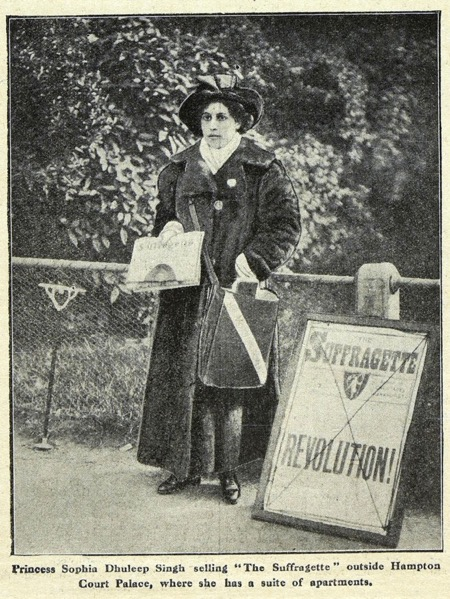 Suffragette
SUFFRAGETTE
REVOLUTION!
Princess Sophia Dhuleep Singh selling "The Suffragette" outside Hampton
Court Palace, where she has a suite of apartments.